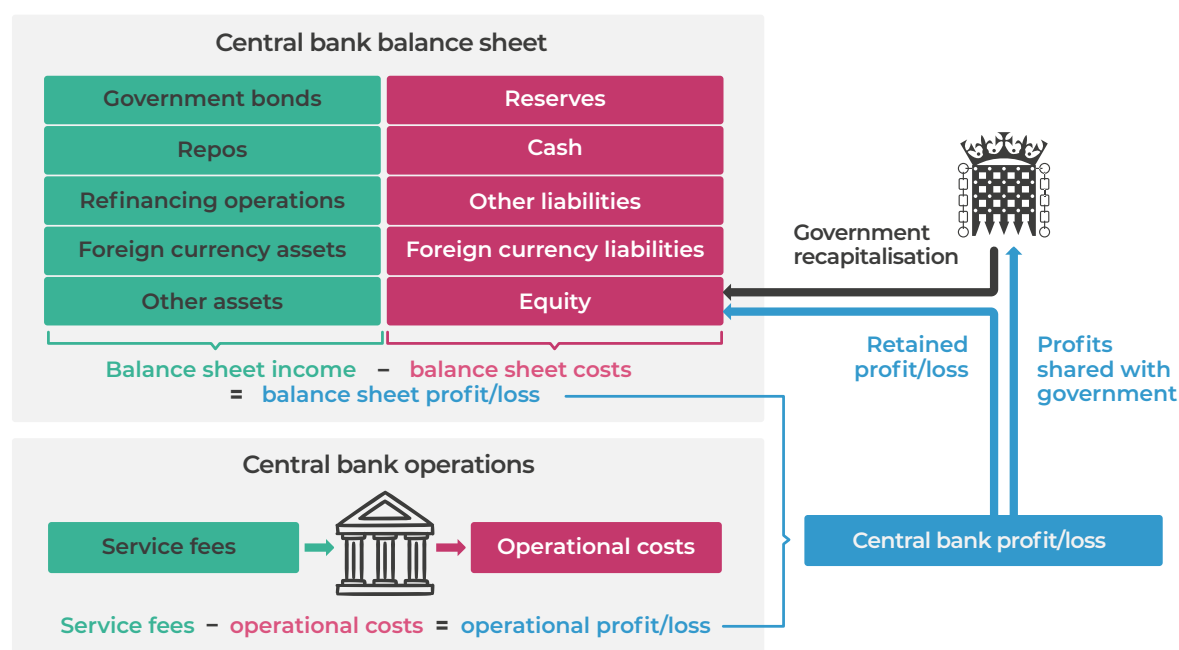 Central bank balance sheet
Government bonds
Reserves
Repos
Cash
Refinancing operations
Other liabilities
Foreign currency assets
Foreign currency liabilities
Other assets
Equity
Balance sheet income – balance sheet costs
= balance sheet profit/loss
Government
recapitalisation
Retained
profit/loss
Profits
shared with
government
Central bank operations
Service fees
Operational costs
Service fees – operational costs = operational profit/loss
Central bank profit/loss